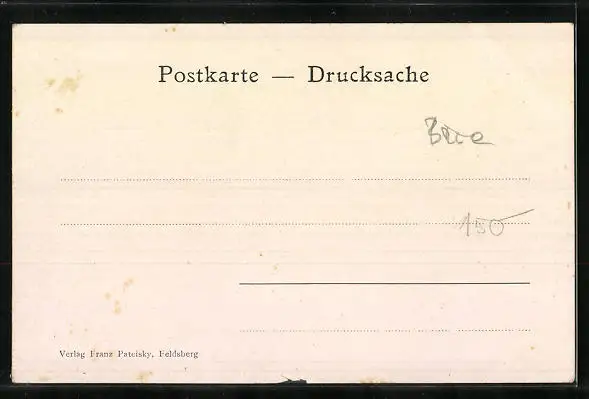 Postkarte — Drucksache
150
Verlag Franz Pateisky, Feldsberg